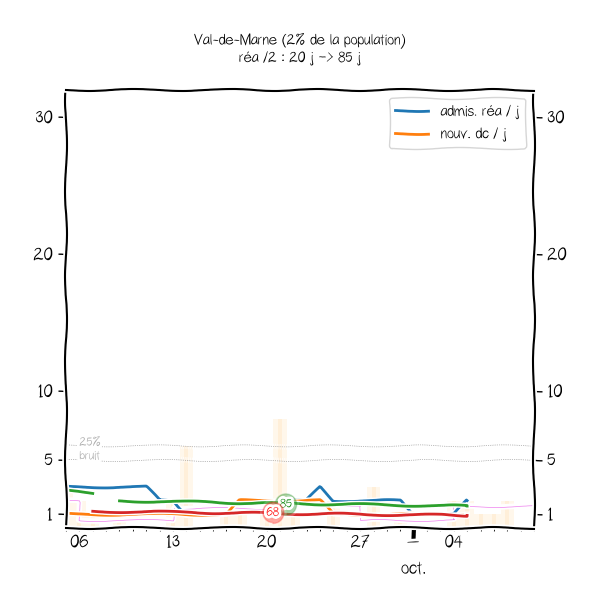 Val-de-Marne (2% de la population)
réa /2 : 20 j -> 85 j
admis. réa / j
nouv. dc / j
30 30
20 20
10 10
25%
bruit
5 5
85
68
1 1
06 13 20 27 04
oct.